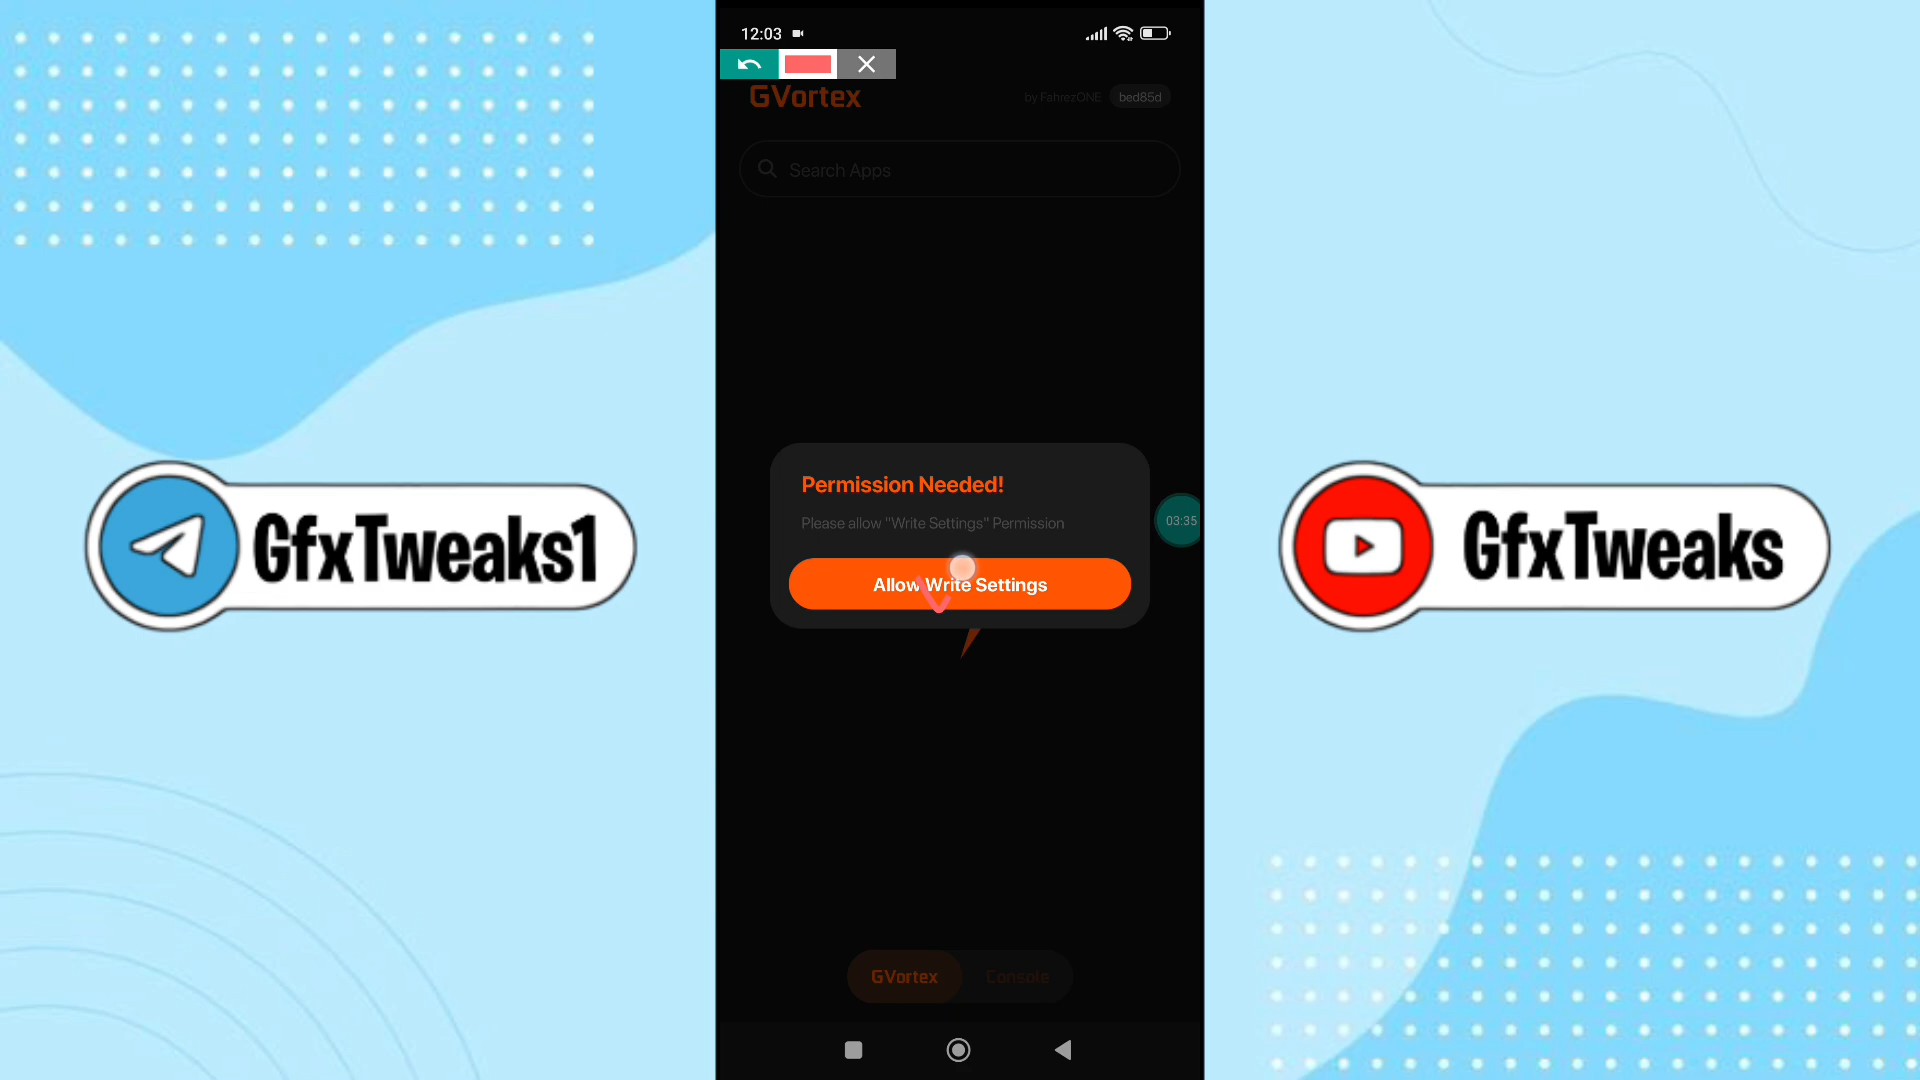 12:03
GVortex
by FahrezONE
bed85d
Search Apps
Permission Needed!
Please allow "Write Settings" Permission
03:35
Allow Write Settings
GfxTweaks1
GfxTweaks
GVortex
Console